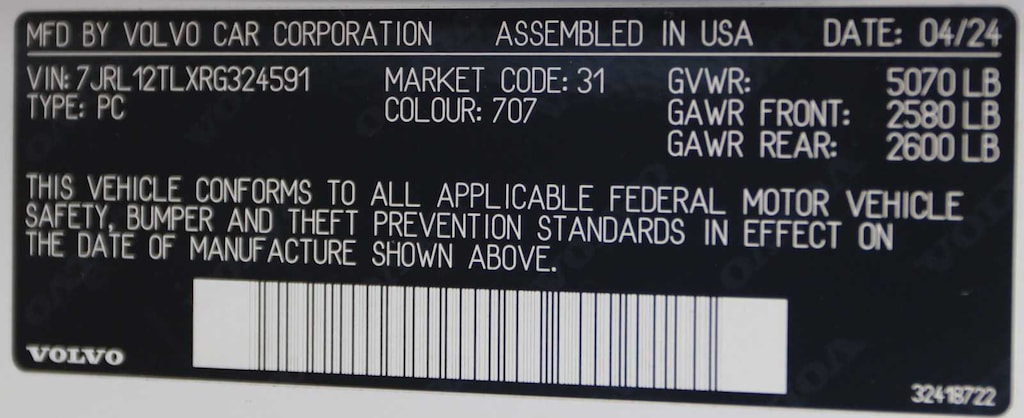 MFD BY VOLVO CAR CORPORATION ASSEMBLED IN USA DATE: 04/24
VIN: 7JRL12TLXRG324591 MARKET CODE: 31 GVWR: 5070 LB
TYPE: PC COLOUR: 707 GAWR FRONT: 2580 LB
GAWR REAR: 2600 LB
THIS VEHICLE CONFORMS TO ALL APPLICABLE FEDERAL MOTOR VEHICLE
SAFETY, BUMPER AND THEFT PREVENTION STANDARDS IN EFFECT ON
THE DATE OF MANUFACTURE SHOWN ABOVE.
VOLVO
32418722